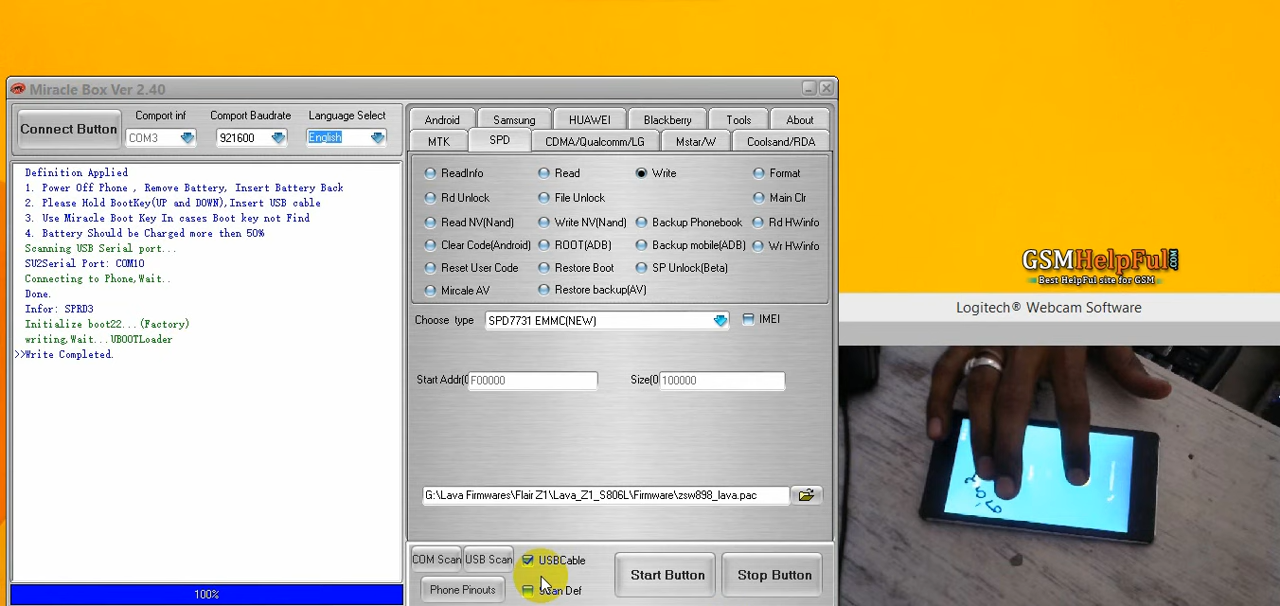 Miracle Box Ver 2.40
Connect Button
Comport inf
Comport Baudrate
Language Select
COM3
921600
English
Android
Samsung
HUAWEI
Blackberry
Tools
About
MTK
SPD
CDMA/Qualcomm/LG
Mstar/W
Coolsand/RDA
Definition Applied
1. Power Off Phone , Remove Battery, Insert Battery Back
2. Please Hold BootKey(UP and DOWN),Insert USB cable
3. Use Miracle Boot Key In cases Boot key not Find
4. Battery Should be Charged more then 50%
Scanning USB Serial port...
SU2Serial Port: COM10
Connecting to Phone,Wait..
Done.
Infor: SPRD3
Initialize boot22...(Factory)
writing,Wait...UBOOTLoader
>>Write Completed.
100%
ReadInfo
Read
Write
Format
Rd Unlock
File Unlock
Main Clr
Read NV(Nand)
Write NV(Nand)
Backup Phonebook
Rd HWinfo
Clear Code(Android)
ROOT(ADB)
Backup mobile(ADB)
Wr HWinfo
Reset User Code
Restore Boot
SP Unlock(Beta)
Mircale AV
Restore backup(AV)
Choose type
SPD7731 EMMC(NEW)
IMEI
Start Addr(0
F00000
Size(0
100000
G:\Lava Firmwares\Flair Z1\Lava_Z1_S806L\Firmware\zsw898_lava.pac
COM Scan
USB Scan
USBCable
Phone Pinouts
Scan Def
Start Button
Stop Button
GSMHelpFul.COM
Best HelpFul site for GSM
Logitech® Webcam Software